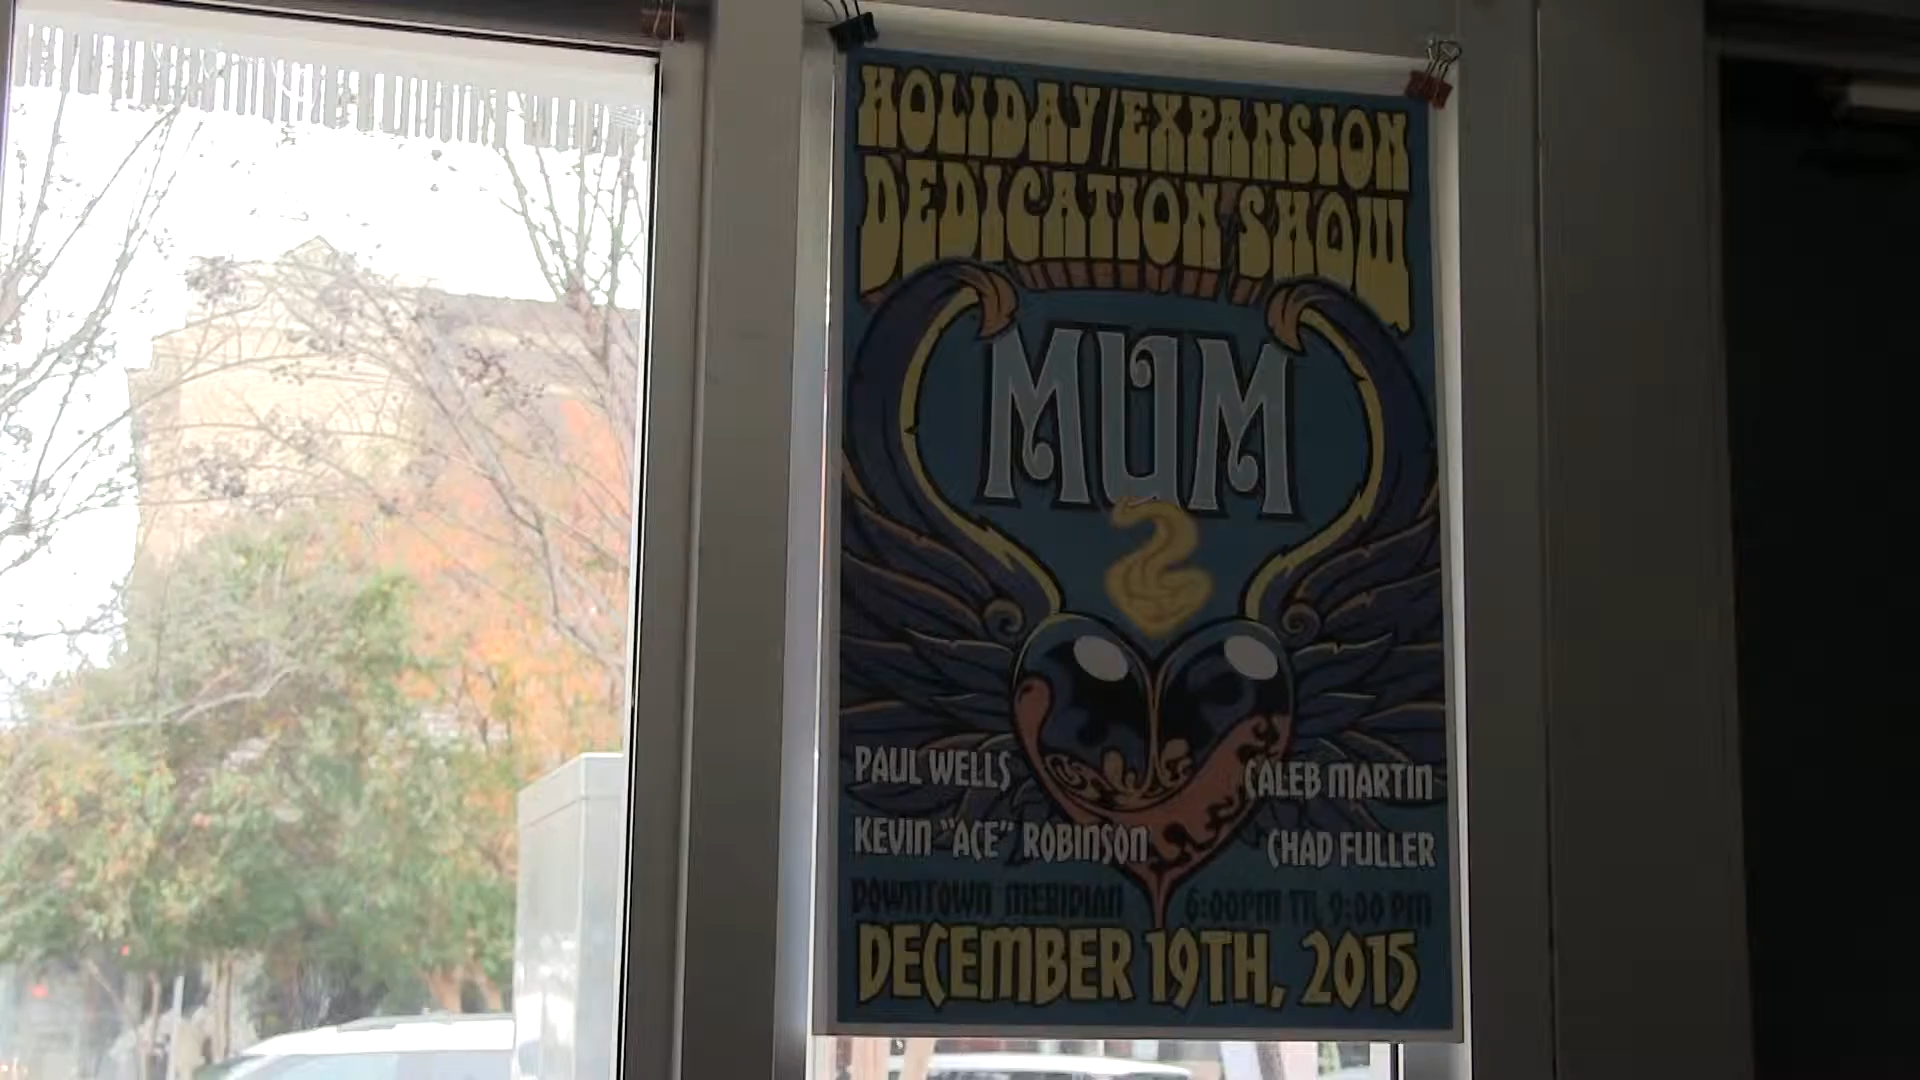 HOLIDAY/EXPANSION
DEDICATION SHOW
MUM
2
PAUL WELLS
CALEB MARTIN
KEVIN "ACE" ROBINSON
CHAD FULLER
DOWNTOWN MERIDIAN 6:00PM TIL 9:00 PM
DECEMBER 19TH, 2015